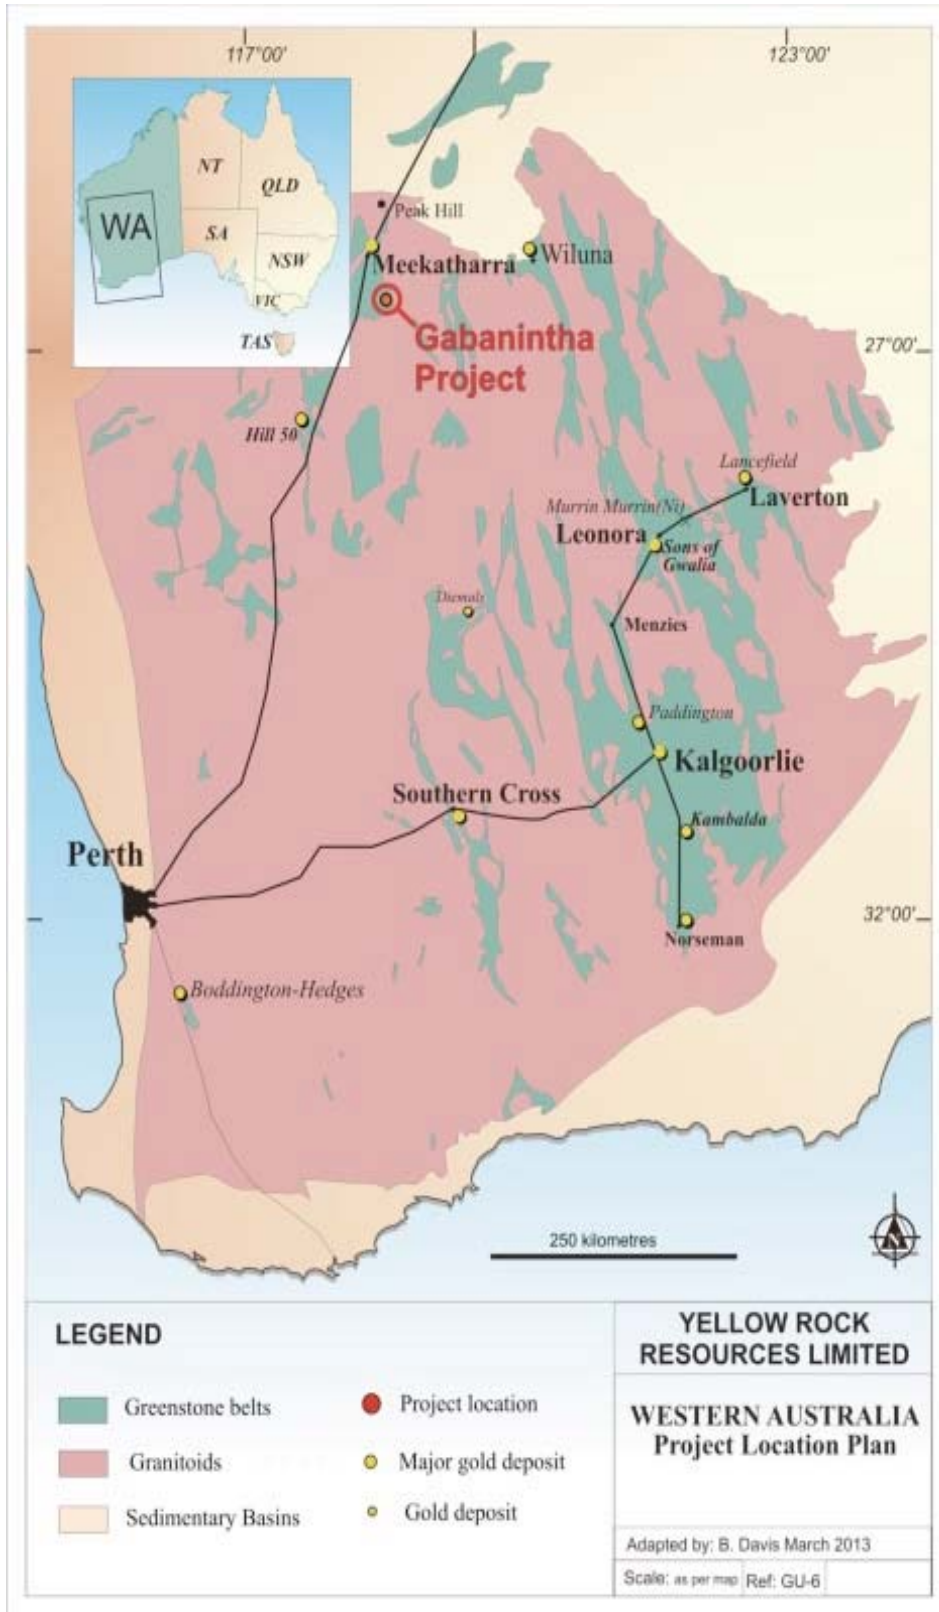 117°00'
123°00'
NT
QLD
WA
SA
NSW
VIC
TAS
Peak Hill
Meekatharra
Wiluna
Gabanintha
Project
27°00'
Hill 50
Lancefield
Laverton
Murrin Murrin(Ni)
Leonora
Sons of
Gwalia
Diemals
Menzies
Paddington
Kalgoorlie
Southern Cross
Kambalda
Perth
32°00'
Norseman
Boddington-Hedges
250 kilometres
N
LEGEND
Greenstone belts
Granitoids
Sedimentary Basins
Project location
Major gold deposit
Gold deposit
YELLOW ROCK
RESOURCES LIMITED
WESTERN AUSTRALIA
Project Location Plan
Adapted by: B. Davis March 2013
Scale: as per map Ref: GU-6